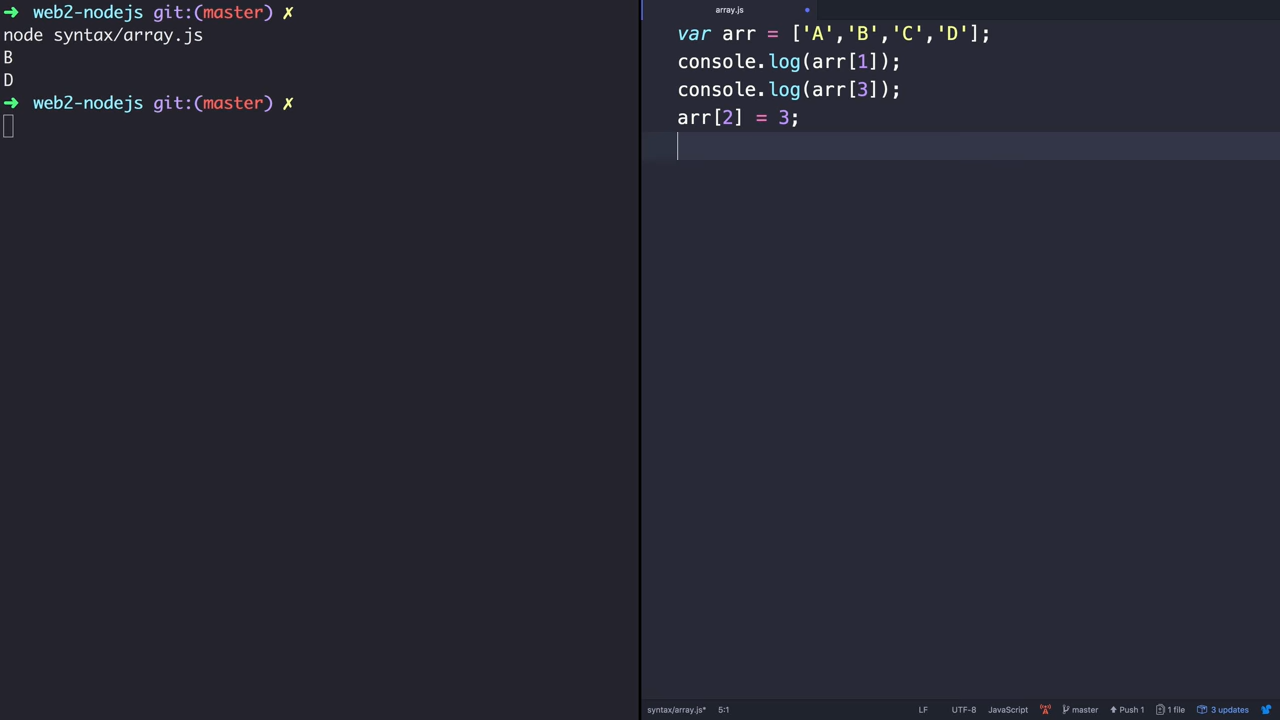 ➜  web2-nodejs git:(master) ✗
node syntax/array.js
B
D
➜  web2-nodejs git:(master) ✗
array.js
var arr = ['A','B','C','D'];
console.log(arr[1]);
console.log(arr[3]);
arr[2] = 3;
syntax/array.js* 5:1 LF UTF-8 JavaScript master Push 1 1 file 3 updates